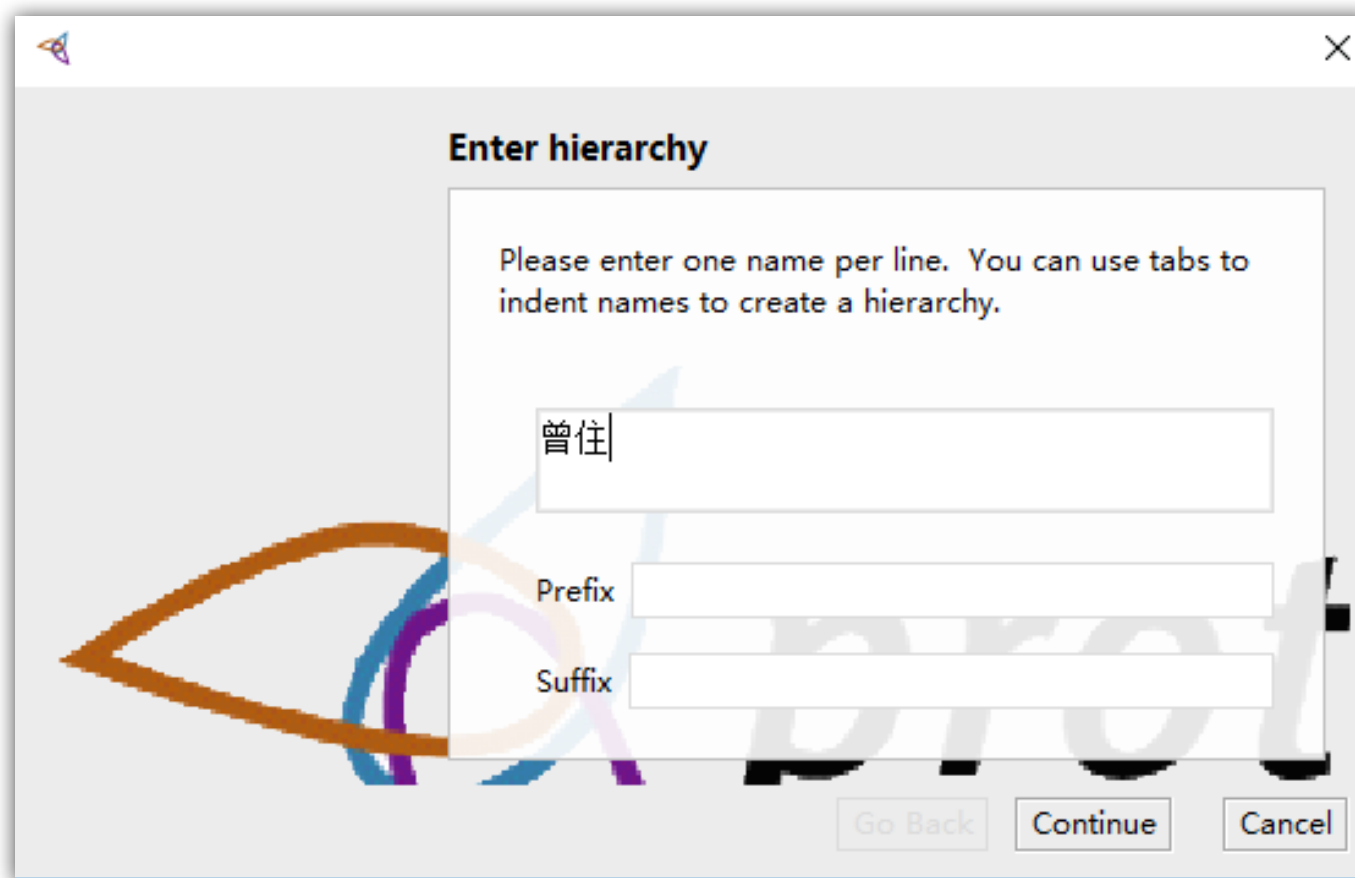 Enter hierarchy
Please enter one name per line.  You can use tabs to
indent names to create a hierarchy.
曾住
Prefix
Suffix
prot
Go Back
Continue
Cancel